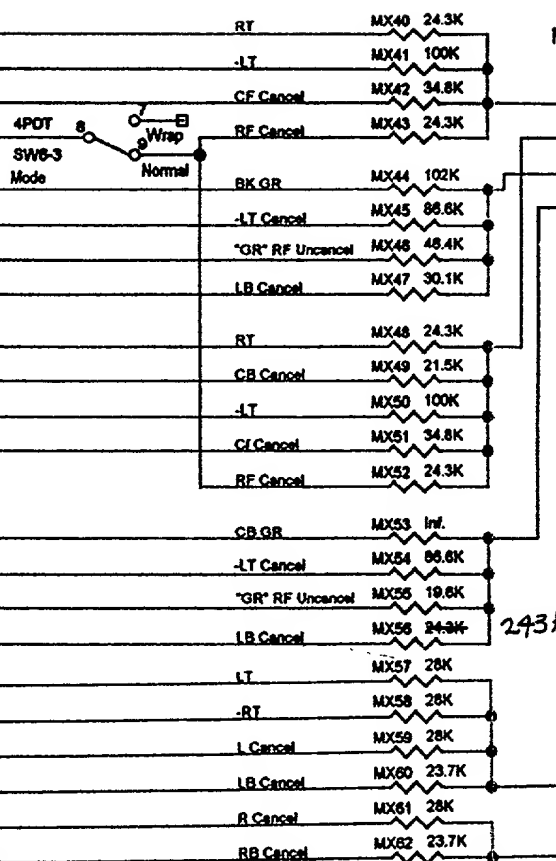 RT MX40 24.3K
-LT MX41 100K
CF Cancel MX42 34.8K
RF Cancel MX43 24.3K
4PDT 8 7 Wrap
SW6-3 9 Normal
Mode
BK GR MX44 102K
-LT Cancel MX45 86.6K
"GR" RF Uncancel MX46 46.4K
LB Cancel MX47 30.1K
RT MX48 24.3K
CB Cancel MX49 21.5K
-LT MX50 100K
Cf Cancel MX51 34.8K
RF Cancel MX52 24.3K
CB GR MX53 Inf.
-LT Cancel MX54 86.6K
"GR" RF Uncancel MX55 19.6K
LB Cancel MX56 24.3K 243
LT MX57 28K
-RT MX58 28K
L Cancel MX59 28K
LB Cancel MX60 23.7K
R Cancel MX61 28K
RB Cancel MX62 23.7K